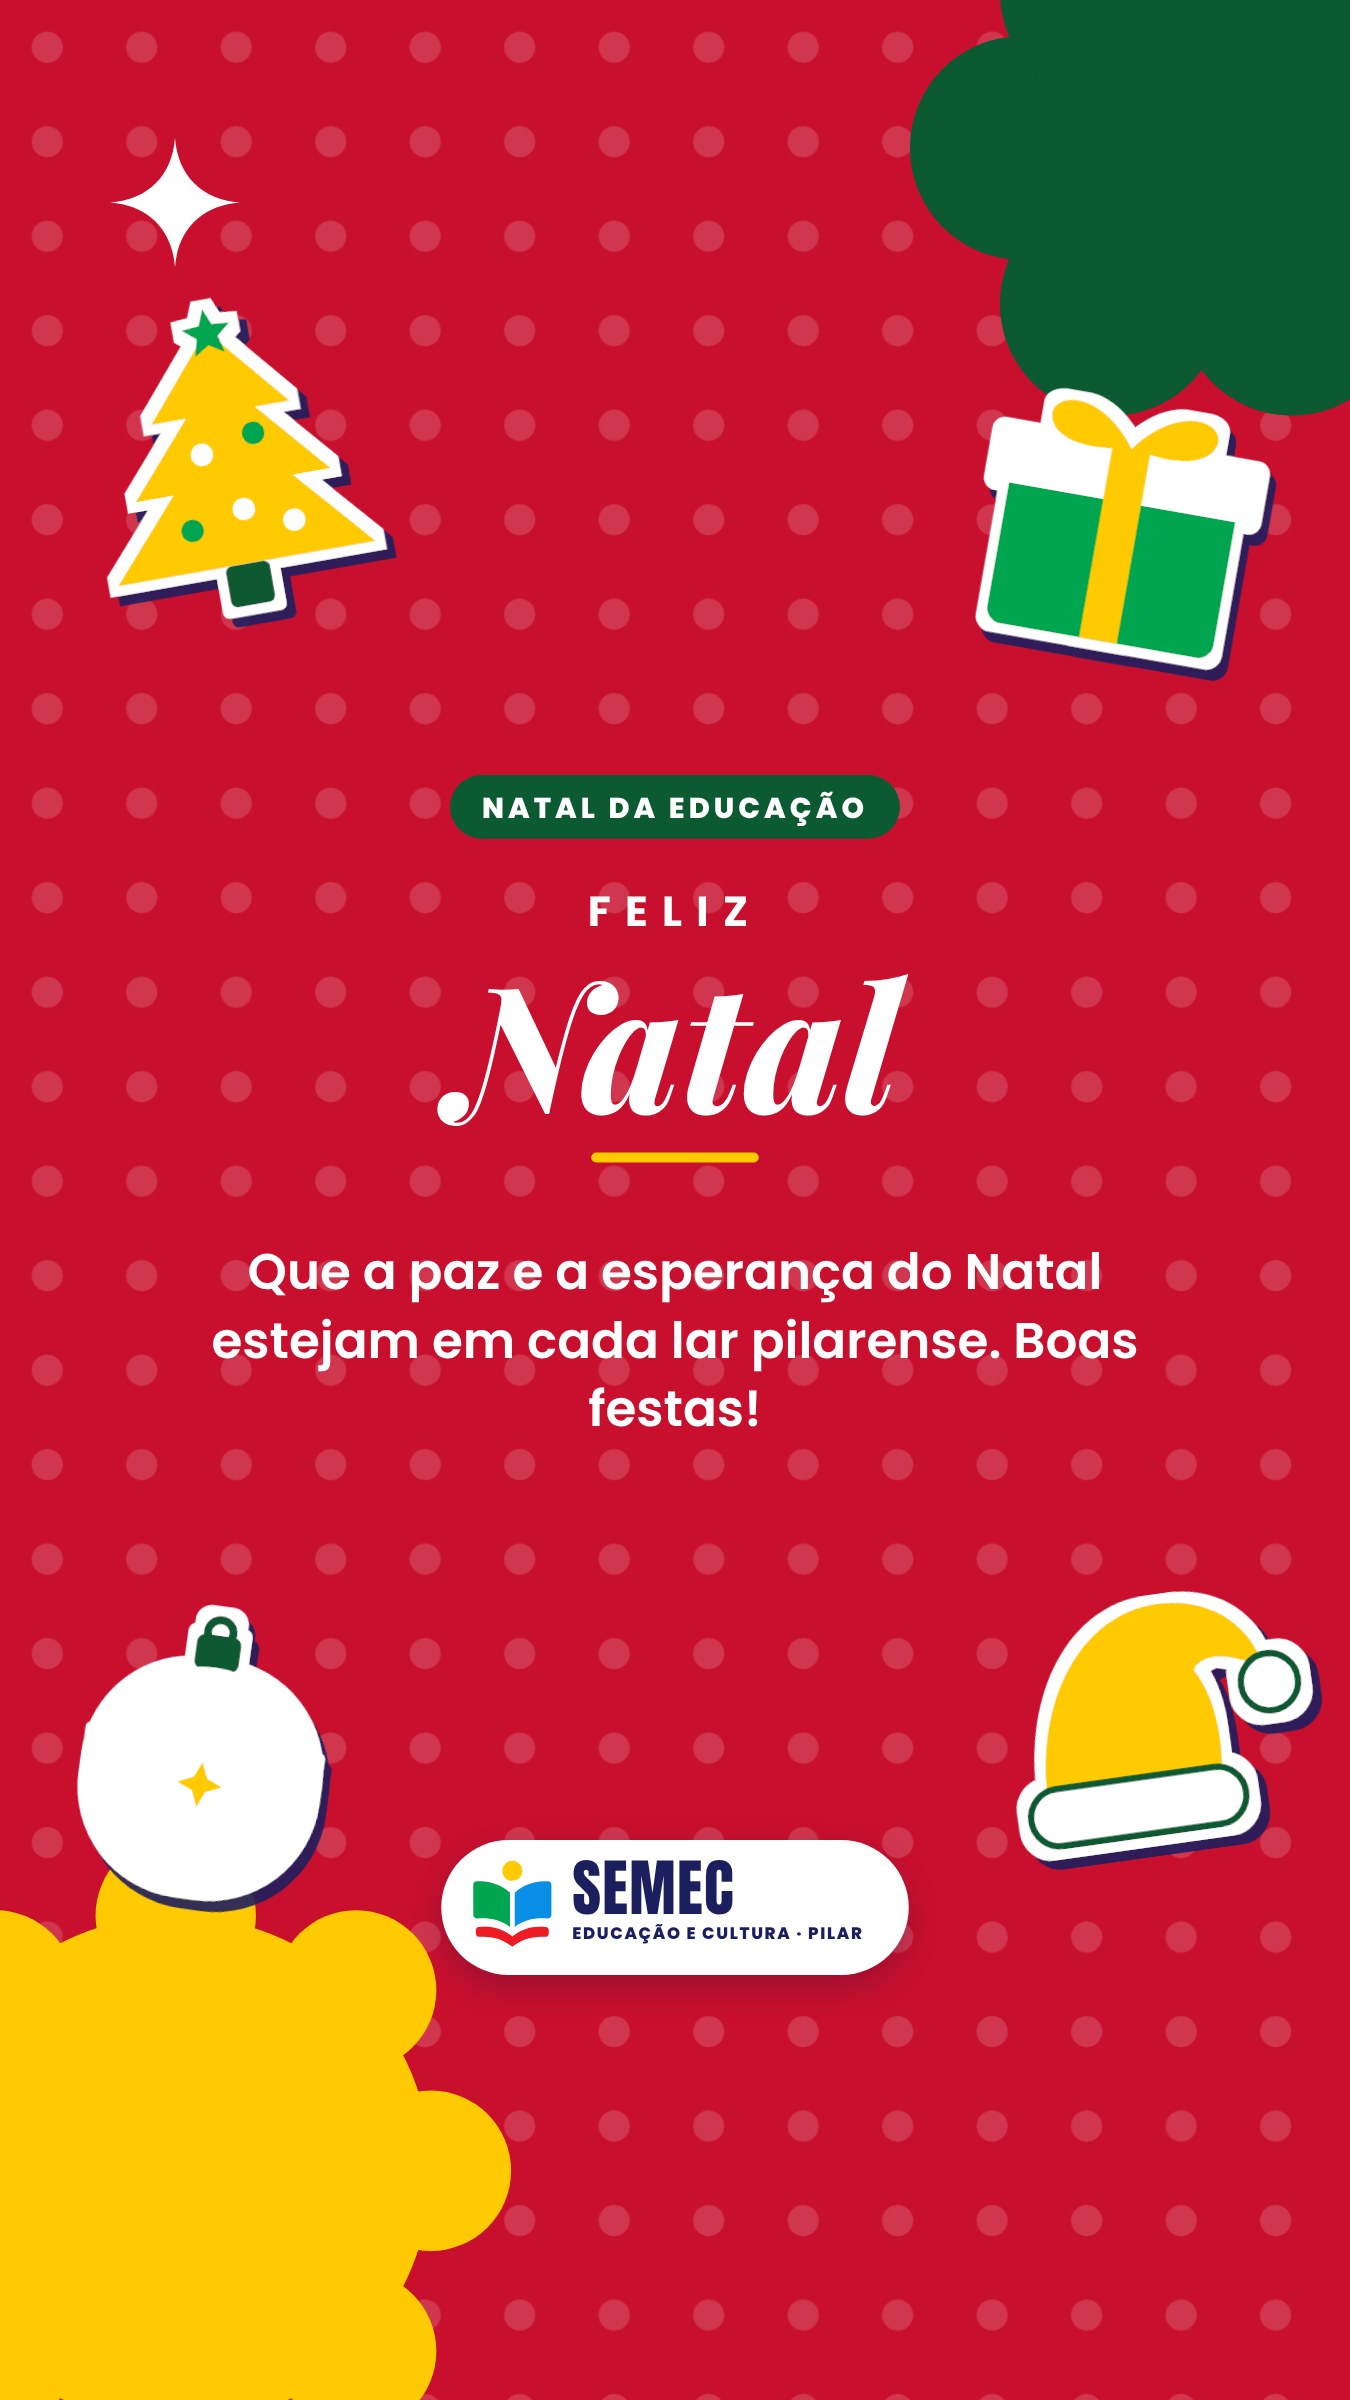 NATAL DA EDUCAÇÃO
FELIZ
Natal
Que a paz e a esperança do Natal
estejam em cada lar pilarense. Boas
festas!
SEMEC
EDUCAÇÃO E CULTURA · PILAR